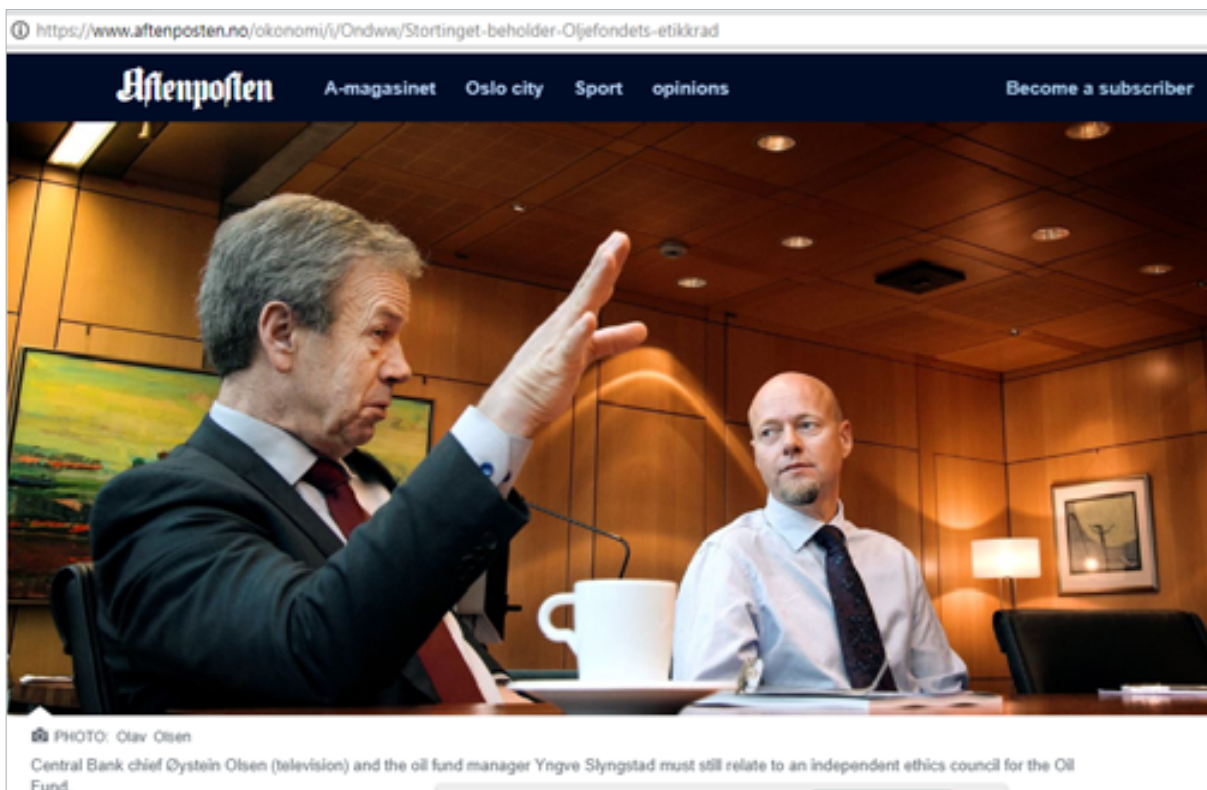 https://www.aftenposten.no/okonomi/i/Ondww/Stortinget-beholder-Oljefondets-etikkrad
Aftenposten A-magasinet Oslo city Sport opinions Become a subscriber
PHOTO: Olav Olsen
Central Bank chief Øystein Olsen (television) and the oil fund manager Yngve Slyngstad must still relate to an independent ethics council for the Oil
Fund